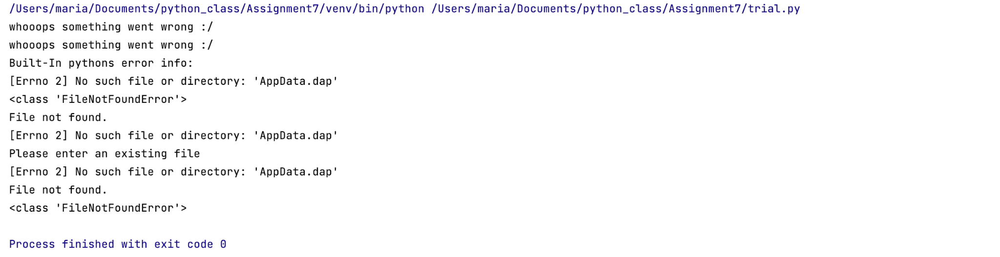 /Users/maria/Documents/python_class/Assignment7/venv/bin/python /Users/maria/Documents/python_class/Assignment7/trial.py
whooops something went wrong :/
whooops something went wrong :/
Built-In pythons error info:
[Errno 2] No such file or directory: 'AppData.dap'
<class 'FileNotFoundError'>
File not found.
[Errno 2] No such file or directory: 'AppData.dap'
Please enter an existing file
[Errno 2] No such file or directory: 'AppData.dap'
File not found.
<class 'FileNotFoundError'>
Process finished with exit code 0